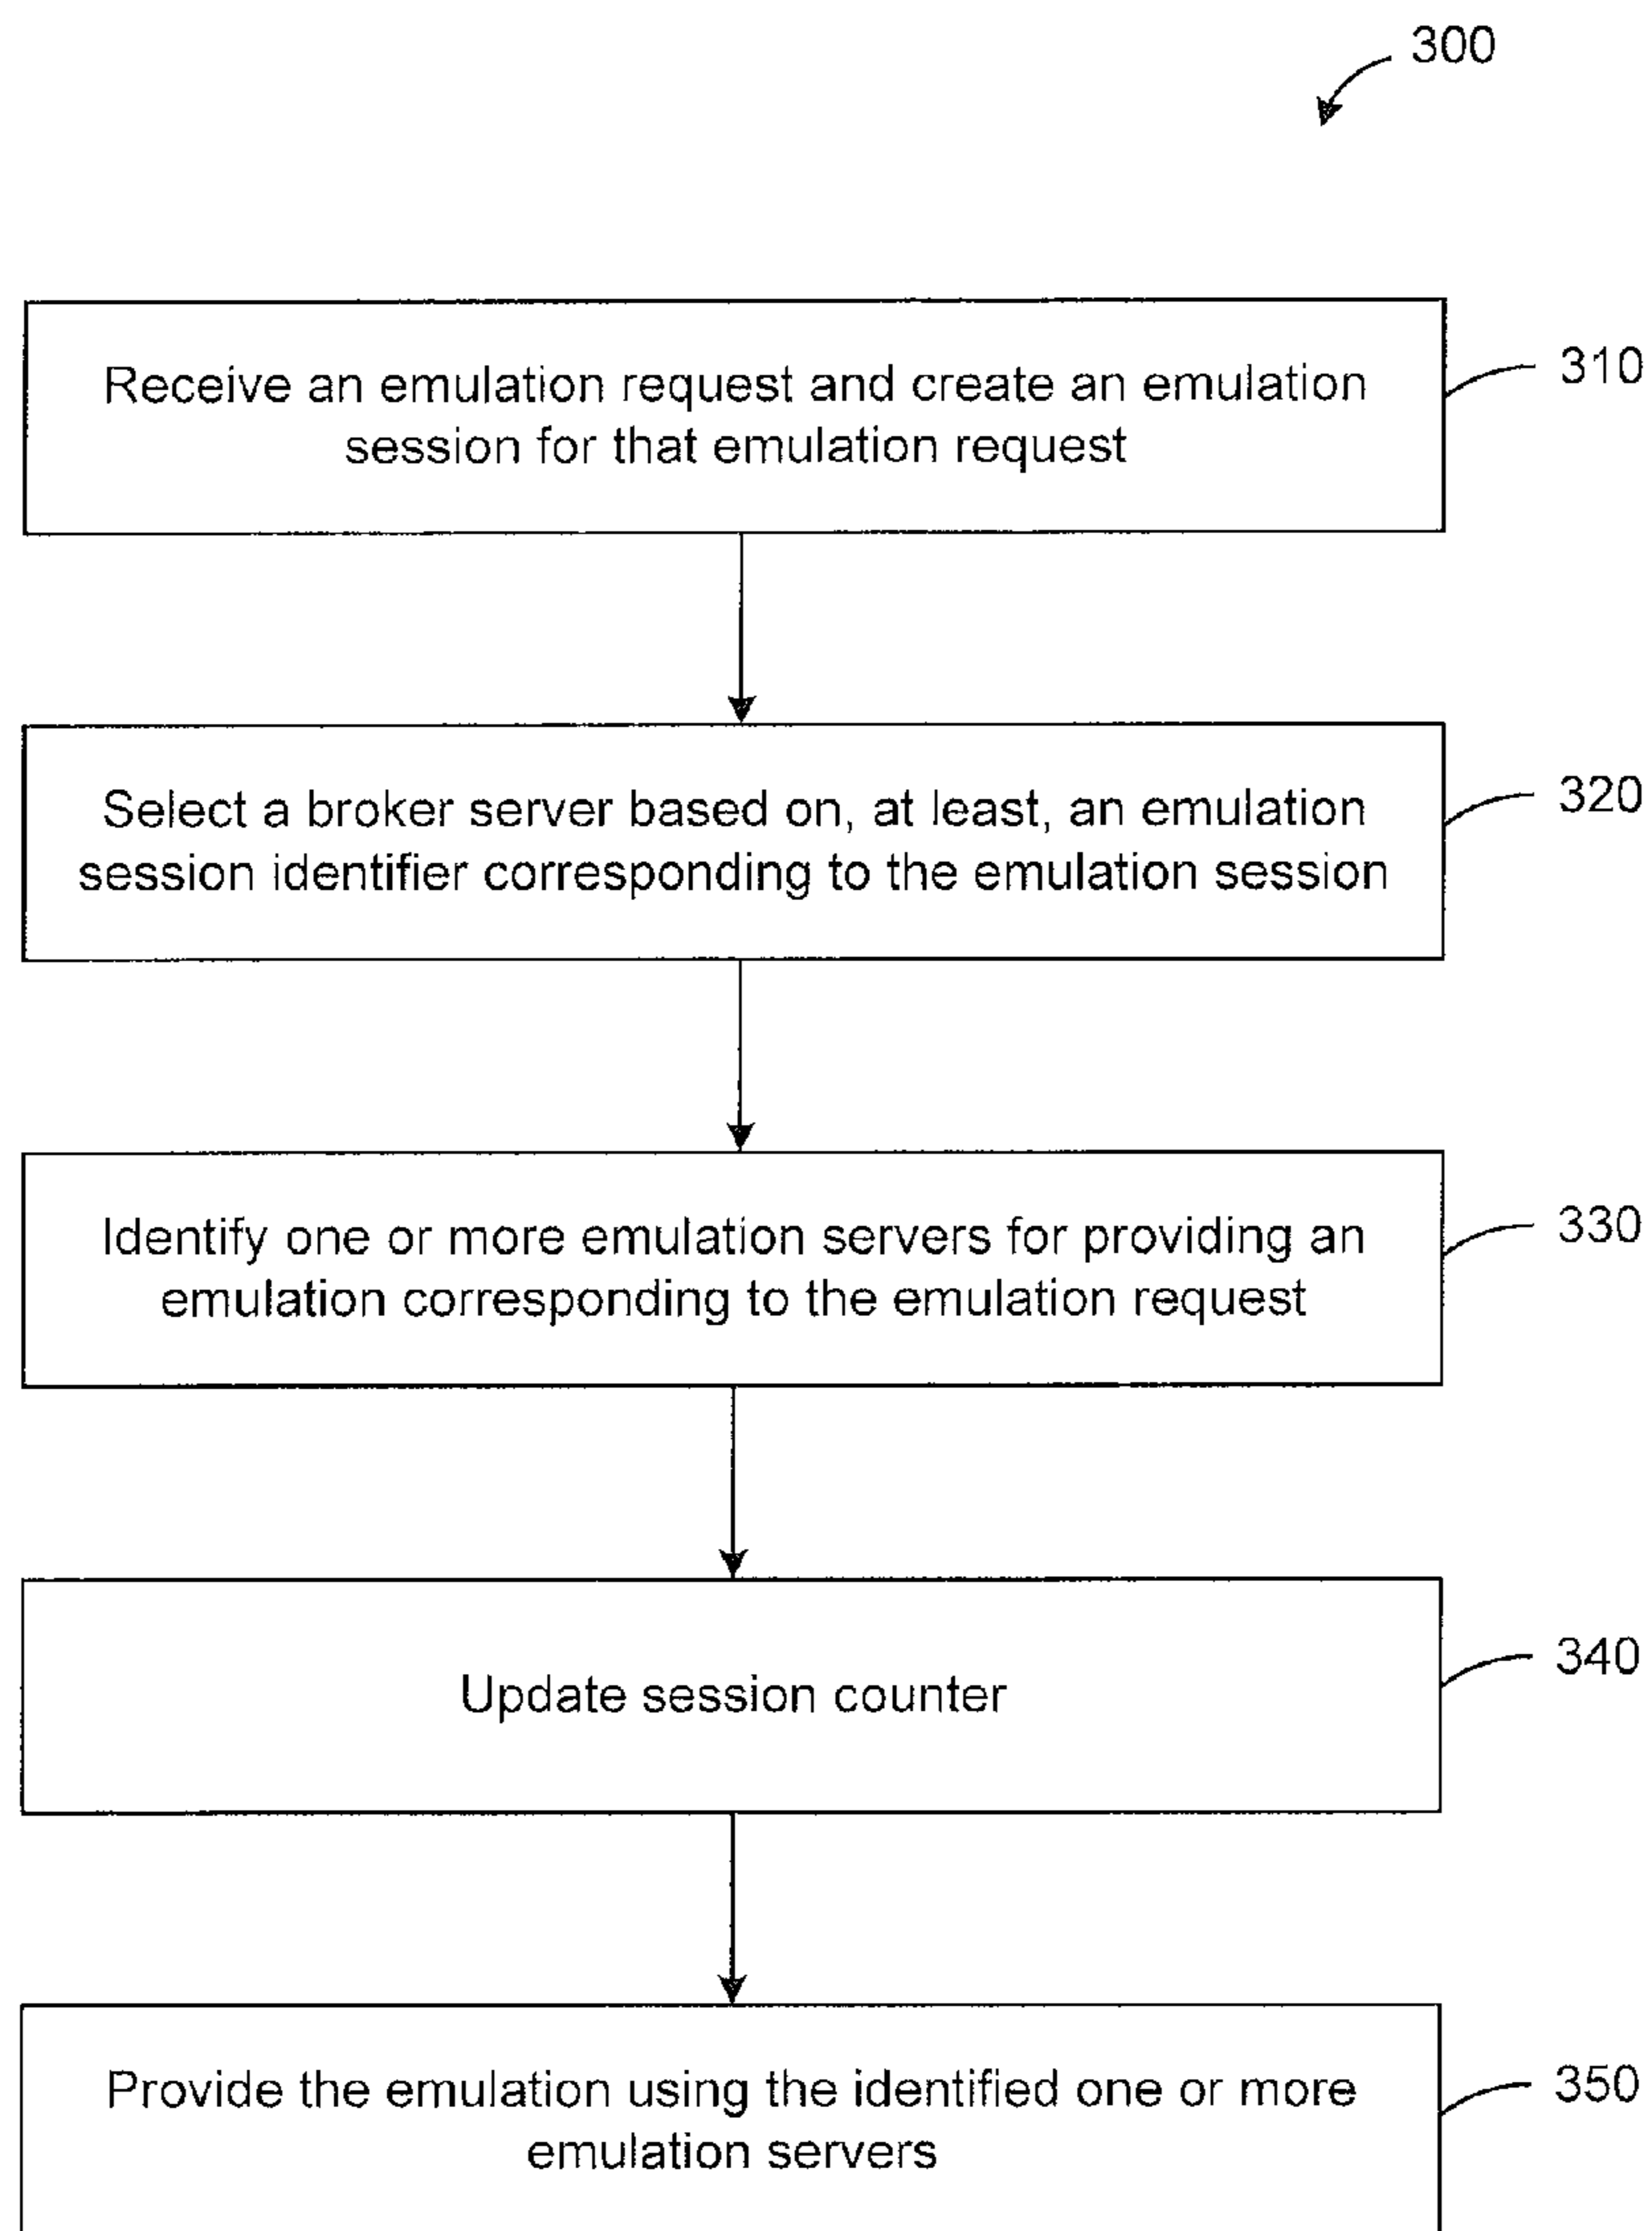 300
Receive an emulation request and create an emulation
session for that emulation request
310
Select a broker server based on, at least, an emulation
session identifier corresponding to the emulation session
320
Identify one or more emulation servers for providing an
emulation corresponding to the emulation request
330
Update session counter
340
Provide the emulation using the identified one or more
emulation servers
350